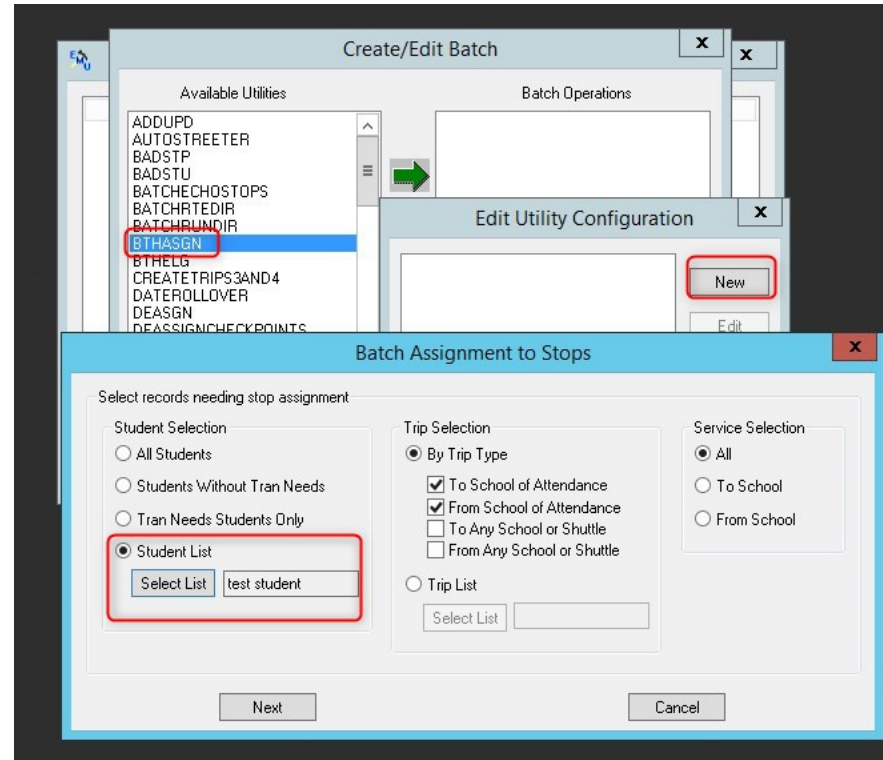 EMU
Create/Edit Batch
x
x
Available Utilities
Batch Operations
ADDUPD
AUTOSTREETER
BADSTP
BADSTU
BATCHECHOSTOPS
BATCHRTEDIR
BATCHRUNDIR
BTHASGN
BTHELG
CREATETRIPS3AND4
DATEROLLOVER
DEASGN
DEASSIGNCHECKPOINTS
Edit Utility Configuration
x
New
Edit
Batch Assignment to Stops
x
Select records needing stop assignment
Student Selection
All Students
Students Without Tran Needs
Tran Needs Students Only
Student List
Select List
test student
Trip Selection
By Trip Type
To School of Attendance
From School of Attendance
To Any School or Shuttle
From Any School or Shuttle
Trip List
Select List
Service Selection
All
To School
From School
Next
Cancel